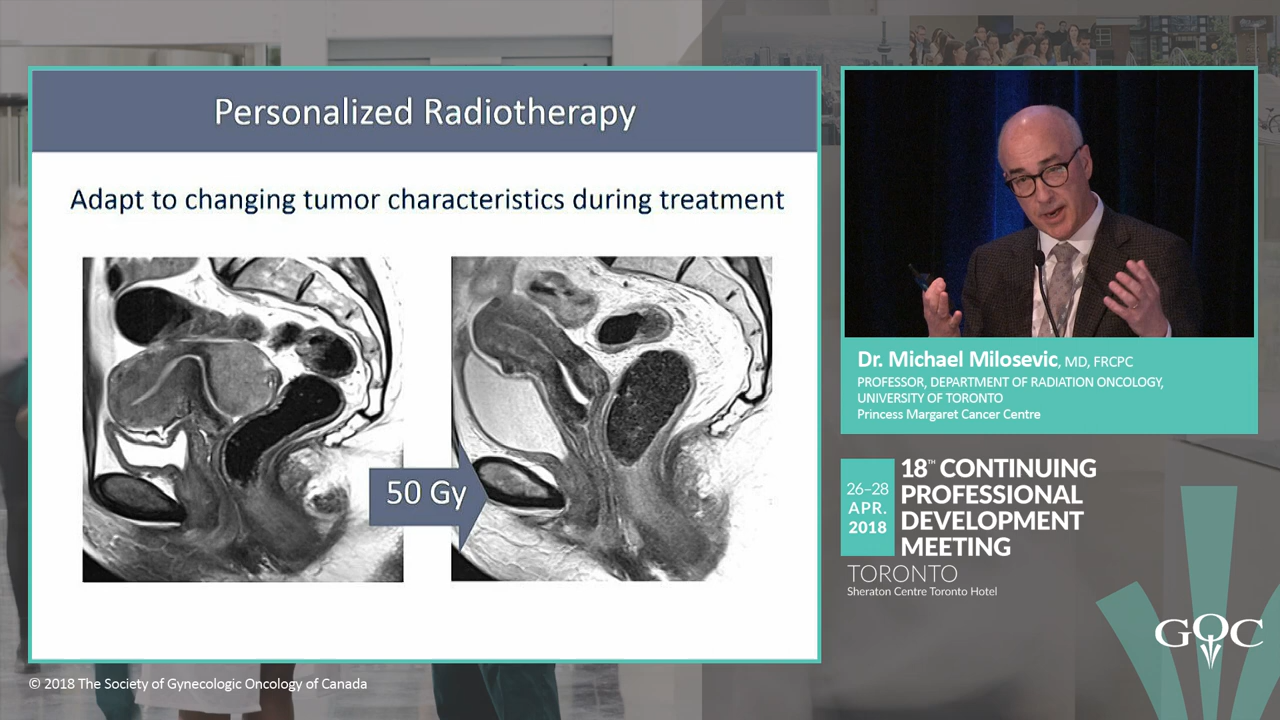 Personalized Radiotherapy
Adapt to changing tumor characteristics during treatment
50 Gy
Dr. Michael Milosevic, MD, FRCPC
PROFESSOR, DEPARTMENT OF RADIATION ONCOLOGY,
UNIVERSITY OF TORONTO
Princess Margaret Cancer Centre
26–28
APR.
2018
18TH CONTINUING
PROFESSIONAL
DEVELOPMENT
MEETING
TORONTO
Sheraton Centre Toronto Hotel
GOC
© 2018 The Society of Gynecologic Oncology of Canada